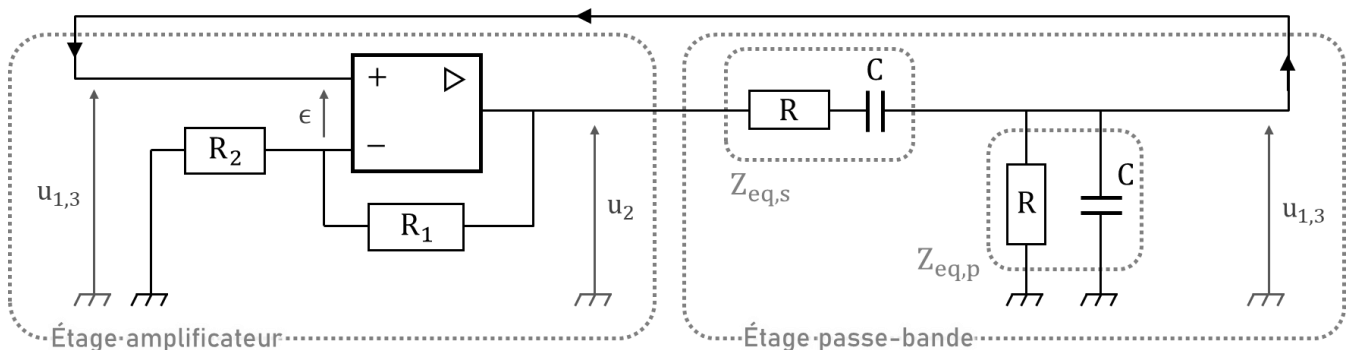 +
ϵ
−
R₂
R₁
u₁,₃
u₂
Étage amplificateur
R
C
Z_eq,s
R
C
Z_eq,p
u₁,₃
Étage passe-bande